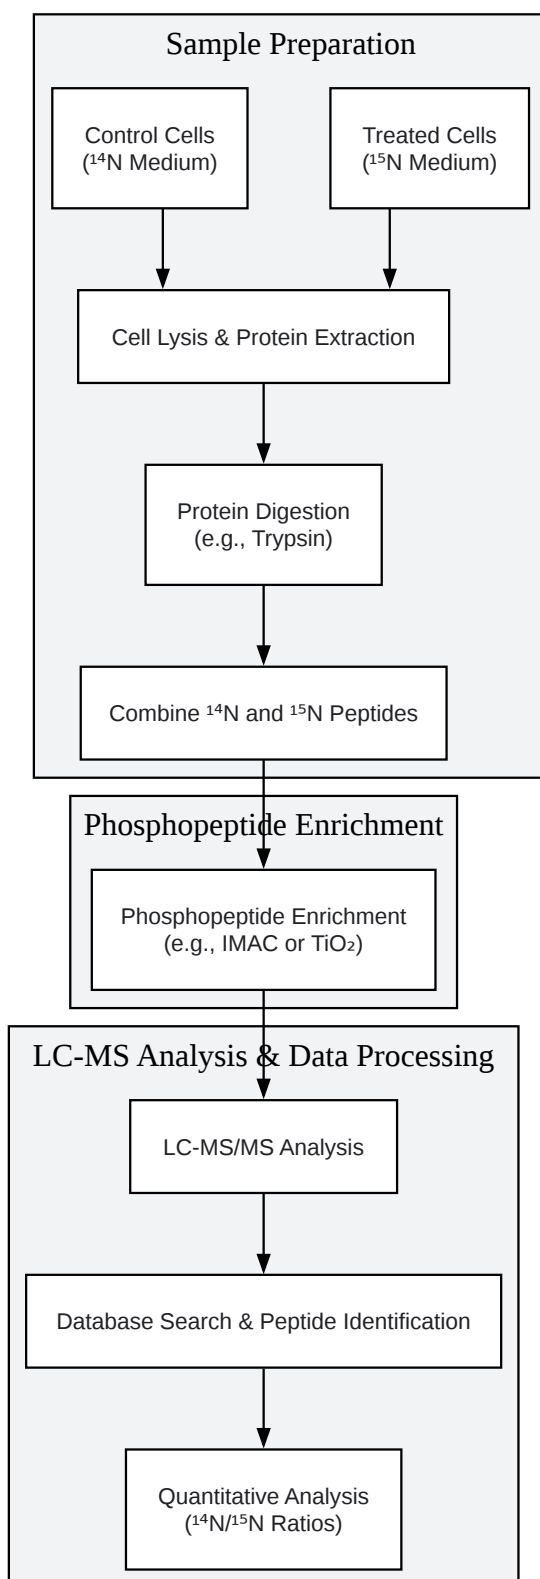 Sample Preparation
Control Cells
(¹⁴N Medium)
Treated Cells
(¹⁵N Medium)
Cell Lysis & Protein Extraction
Protein Digestion
(e.g., Trypsin)
Combine ¹⁴N and ¹⁵N Peptides
Phosphopeptide Enrichment
Phosphopeptide Enrichment
(e.g., IMAC or TiO₂)
LC-MS Analysis & Data Processing
LC-MS/MS Analysis
Database Search & Peptide Identification
Quantitative Analysis
(¹⁴N/¹⁵N Ratios)